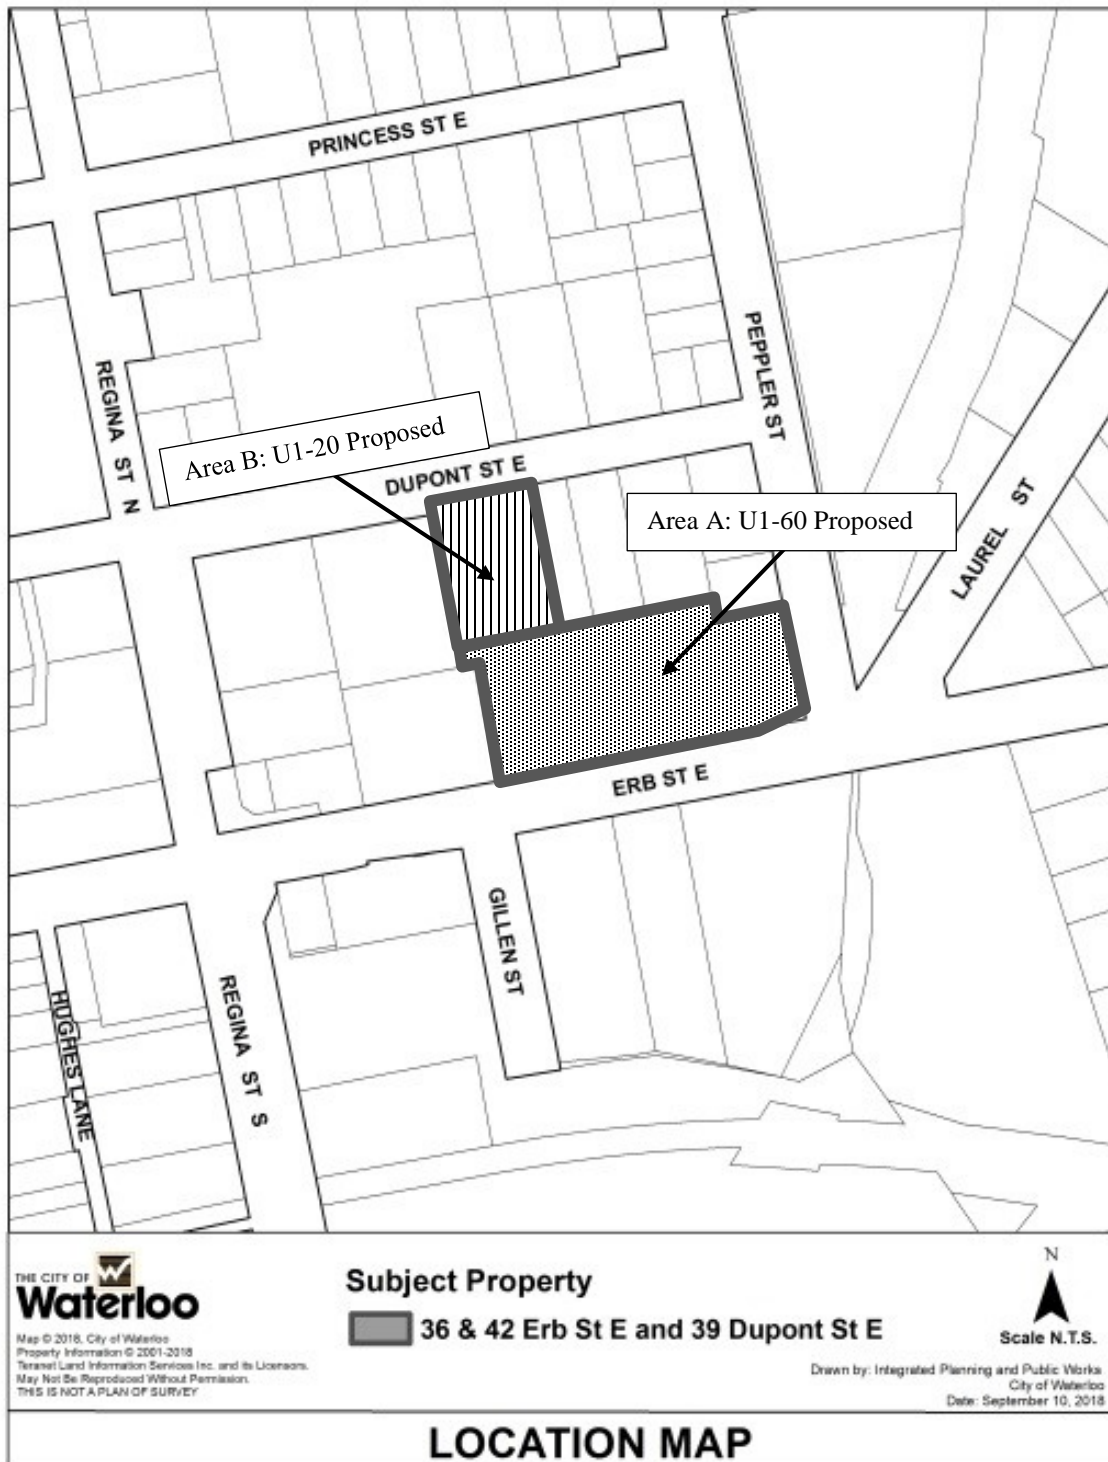 PRINCESS ST E
PEPPLER ST
REGINA ST N
Area B: U1-20 Proposed
DUPONT ST E
Area A: U1-60 Proposed
LAUREL ST
ERB ST E
GILLEN ST
REGINA ST S
HUGHES LANE
THE CITY OF
Waterloo
Map © 2018, City of Waterloo
Property Information © 2001-2018
Teranet Land Information Services Inc. and its Licensors.
May Not Be Reproduced Without Permission.
THIS IS NOT A PLAN OF SURVEY
Subject Property
36 & 42 Erb St E and 39 Dupont St E
N
Scale N.T.S.
Drawn by: Integrated Planning and Public Works
City of Waterloo
Date: September 10, 2018
LOCATION MAP